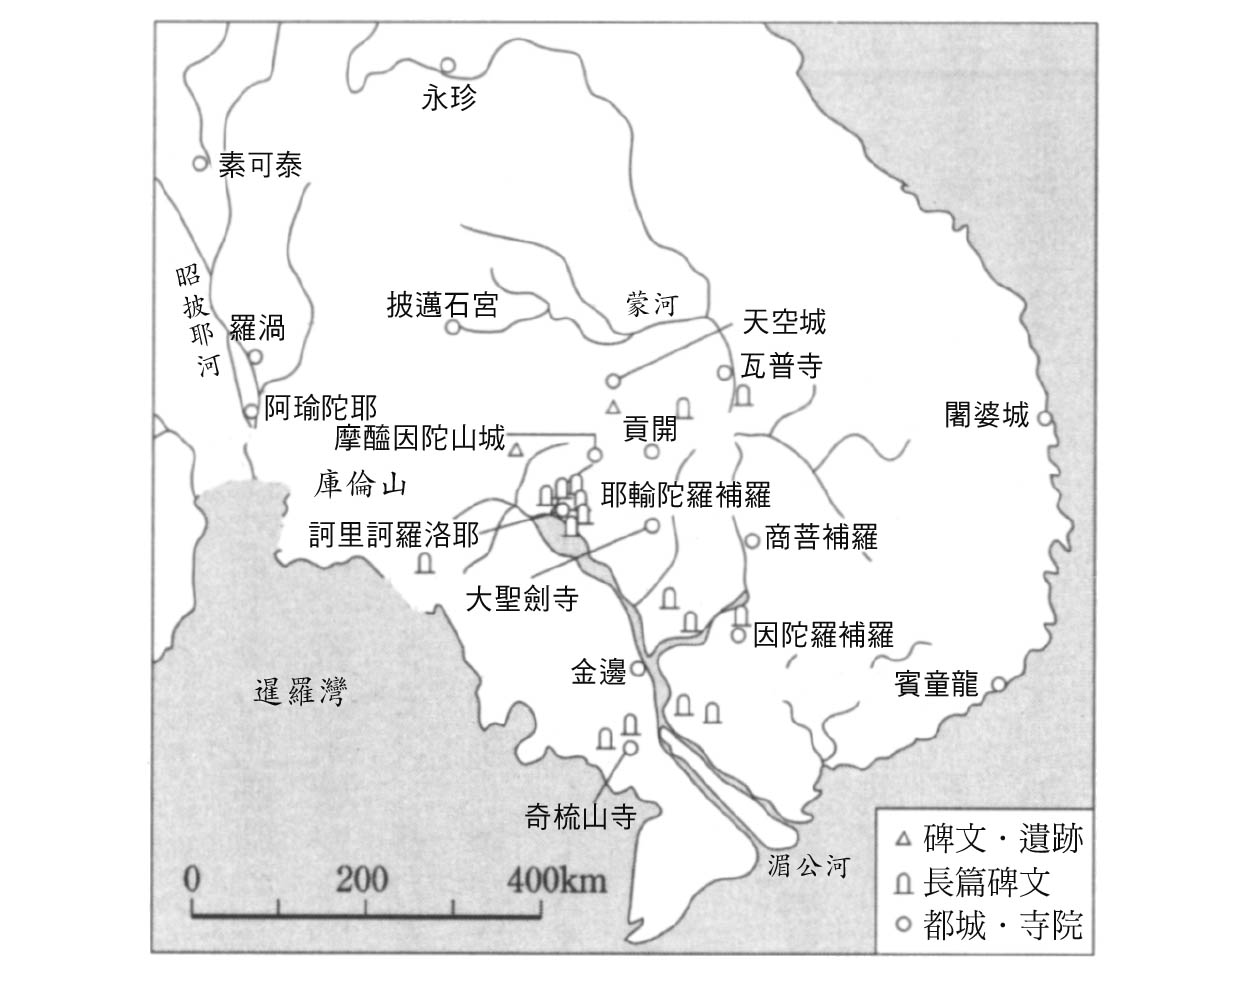 永珍
素可泰
昭披耶河
披邁石宮
蒙河
天空城
羅渦
瓦普寺
阿瑜陀耶
闍婆城
摩醯因陀山城
貢開
庫倫山
耶輸陀羅補羅
訶里訶羅洛耶
商菩補羅
大聖劍寺
因陀羅補羅
金邊
賓童龍
暹羅灣
奇梳山寺
湄公河
0 200 400km
碑文·遺跡
長篇碑文
都城·寺院